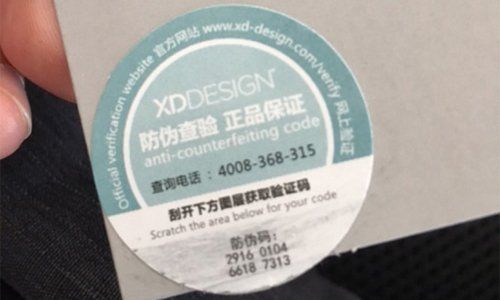 Official verification website 官方网站 www.xd-design.com/verify 网上验证
XDDESIGN®
防伪查验 正品保证
anti-counterfeiting code
查询电话：4008-368-315
刮开下方图层获取验证码
Scratch the area below for your code
防伪码：
2916 0104
6618 7313